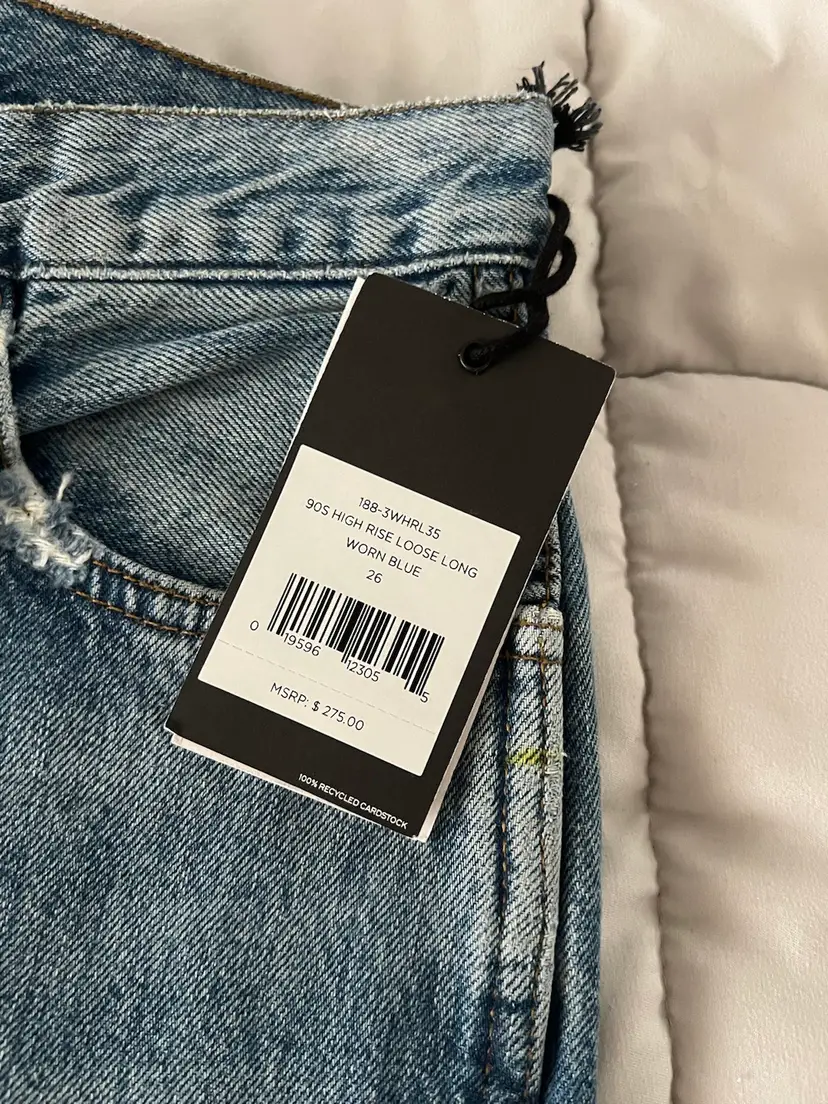 188-3WHRL35
90S HIGH RISE LOOSE LONG
WORN BLUE
26
0 19596 12305 5
MSRP: $ 275.00
100% RECYCLED CARDSTOCK